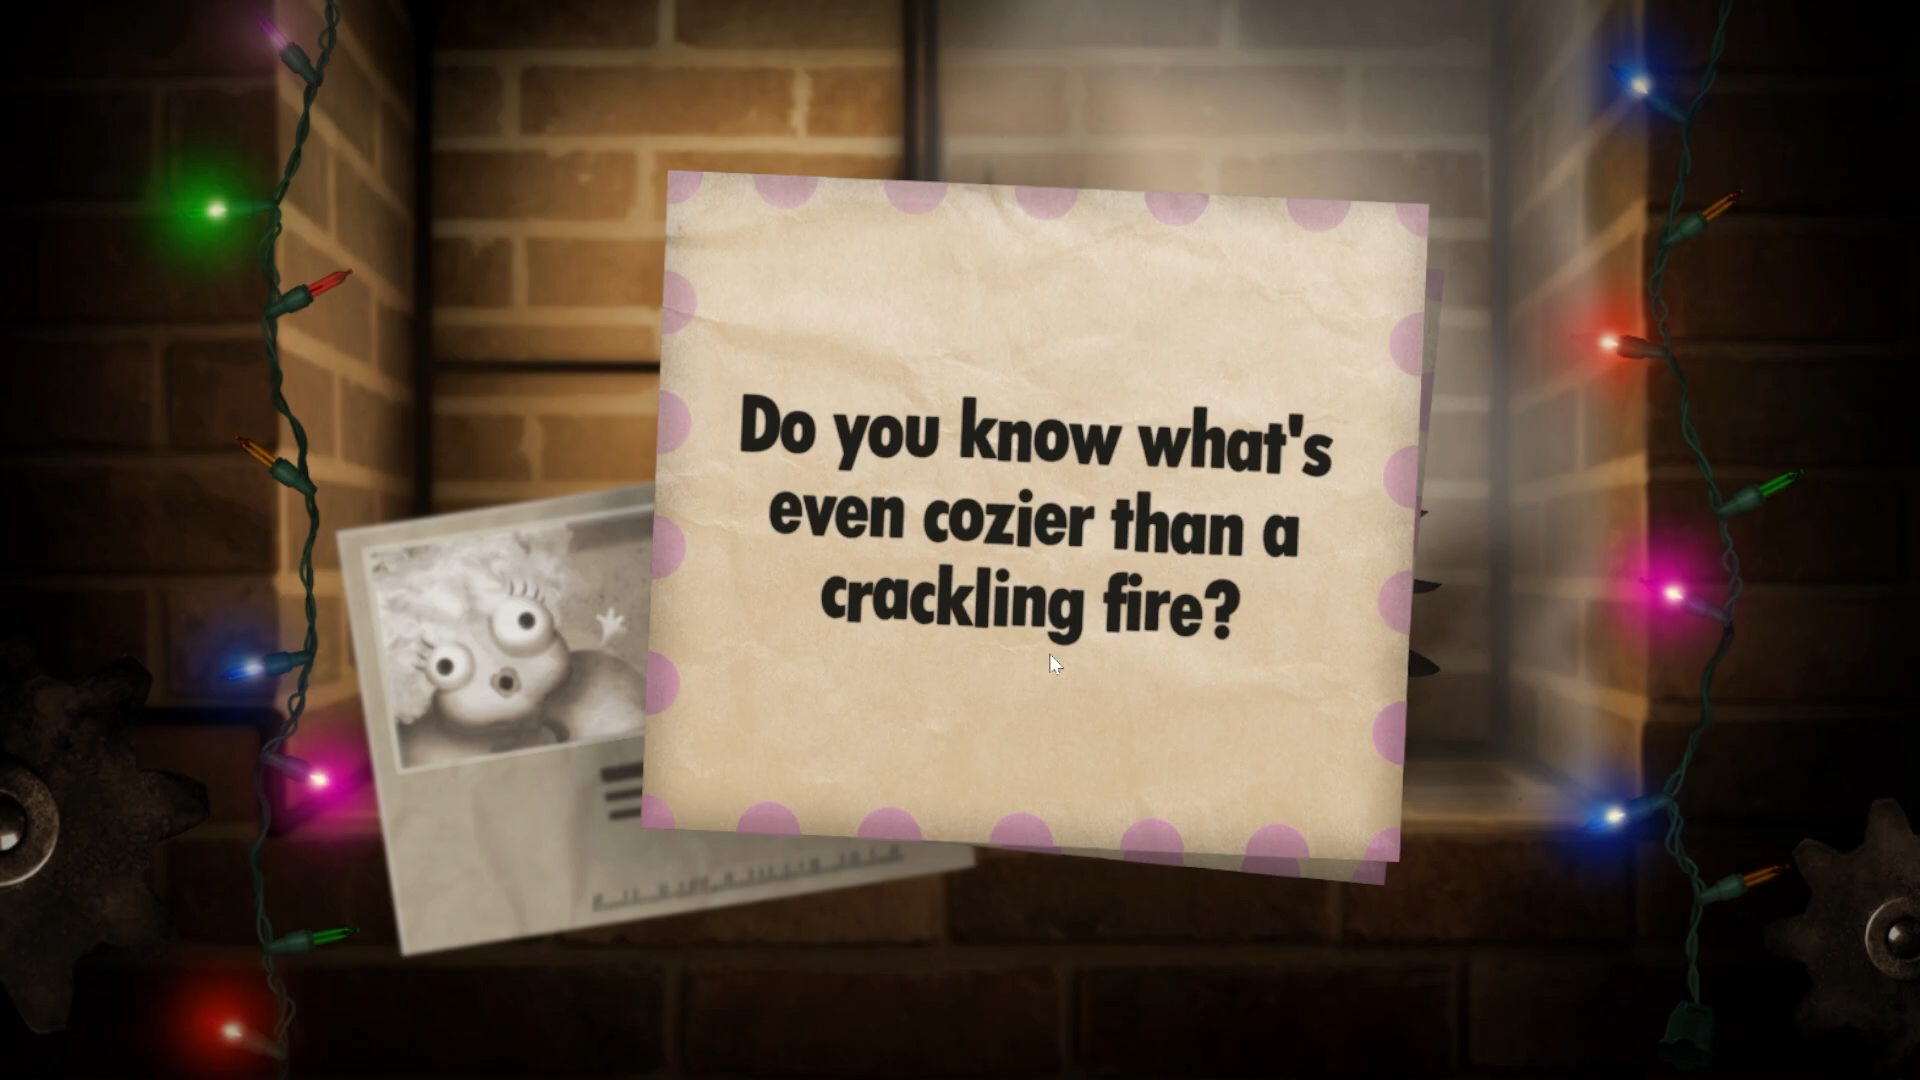 Do you know what's
even cozier than a
crackling fire?